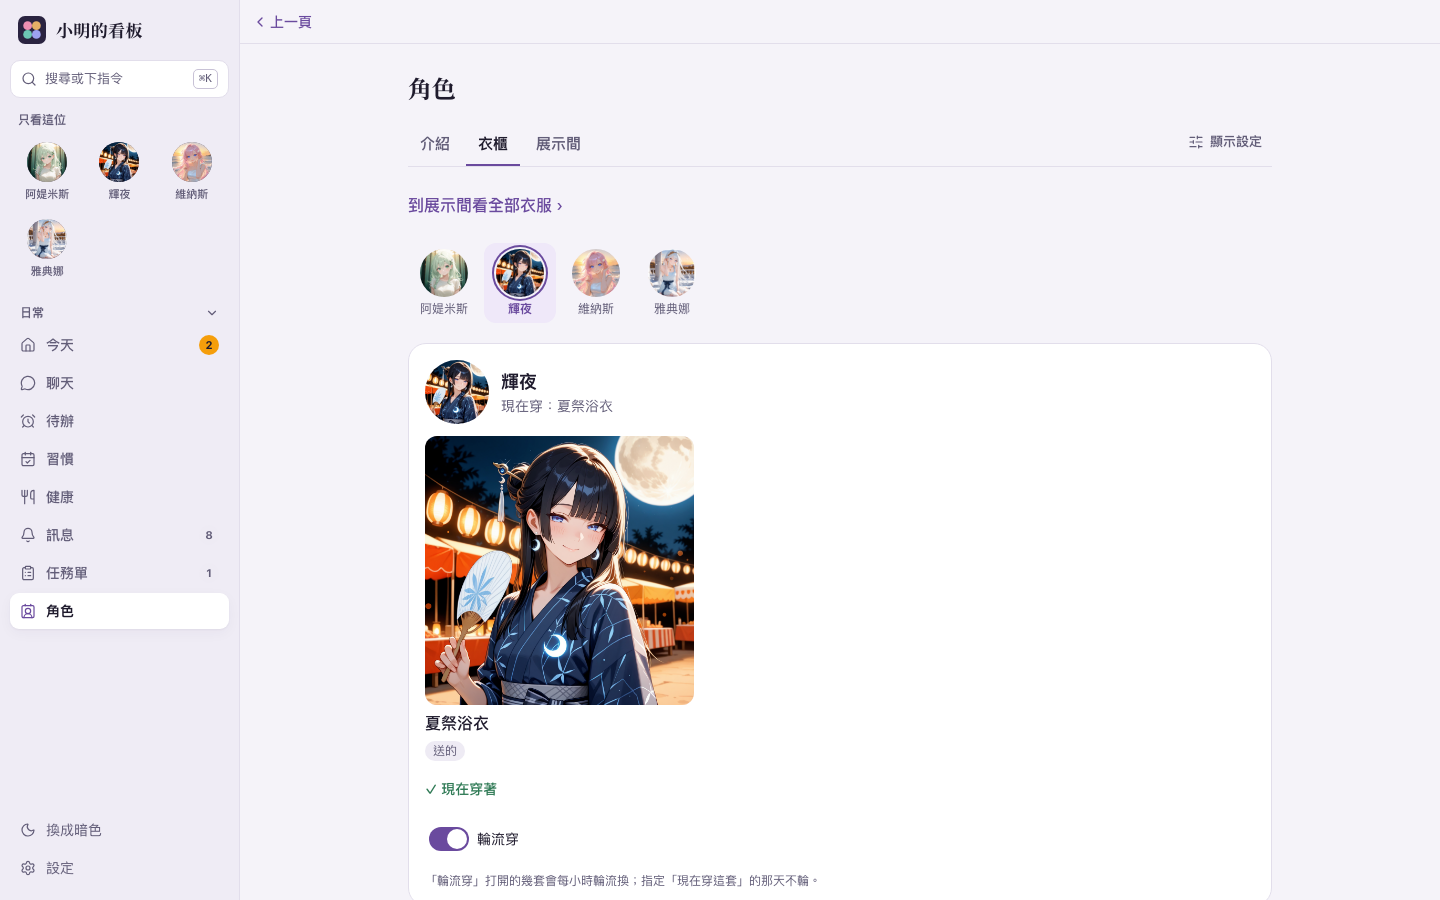 小明的看板
搜尋或下指令 ⌘K
只看這位
阿媞米斯 輝夜 維納斯
雅典娜
日常
今天 2
聊天
待辦
習慣
健康
訊息 8
任務單 1
角色
換成暗色
設定
上一頁
角色
介紹 衣櫃 展示間 顯示設定
到展示間看全部衣服 ›
阿媞米斯 輝夜 維納斯 雅典娜
輝夜
現在穿：夏祭浴衣
夏祭浴衣
送的
現在穿著
輪流穿
「輪流穿」打開的幾套會每小時輪流換；指定「現在穿這套」的那天不輪。